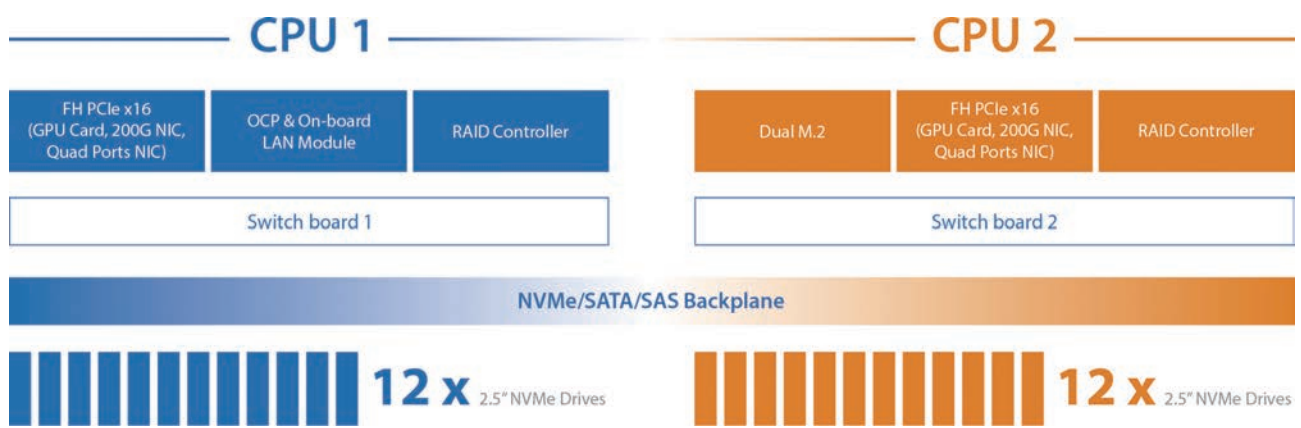 CPU 1
CPU 2
FH PCIe x16
(GPU Card, 200G NIC,
Quad Ports NIC)
OCP & On-board
LAN Module
RAID Controller
Dual M.2
FH PCIe x16
(GPU Card, 200G NIC,
Quad Ports NIC)
RAID Controller
Switch board 1
Switch board 2
NVMe/SATA/SAS Backplane
12 x 2.5" NVMe Drives
12 x 2.5" NVMe Drives